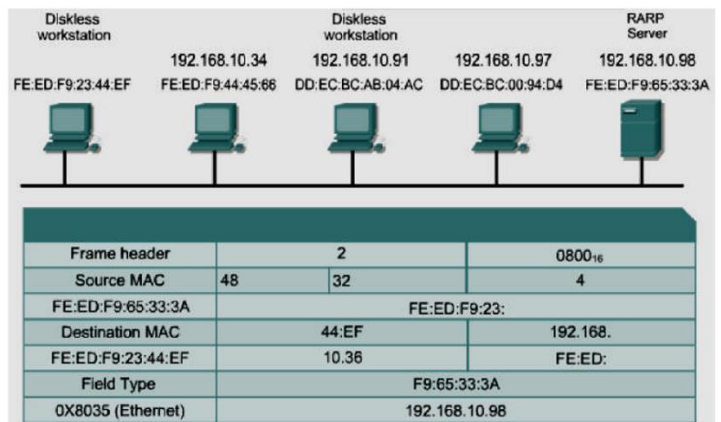 Diskless
workstation
Diskless
workstation
RARP
Server
192.168.10.34 192.168.10.91 192.168.10.97 192.168.10.98
FE:ED:F9:23:44:EF FE:ED:F9:44:45:66 DD:EC:BC:AB:04:AC DD:EC:BC:00:94:D4 FE:ED:F9:65:33:3A
Frame header 2 0800₁₆
Source MAC 48 32 4
FE:ED:F9:65:33:3A FE:ED:F9:23:
Destination MAC 44:EF 192.168.
FE:ED:F9:23:44:EF 10.36 FE:ED:
Field Type F9:65:33:3A
0X8035 (Ethernet) 192.168.10.98